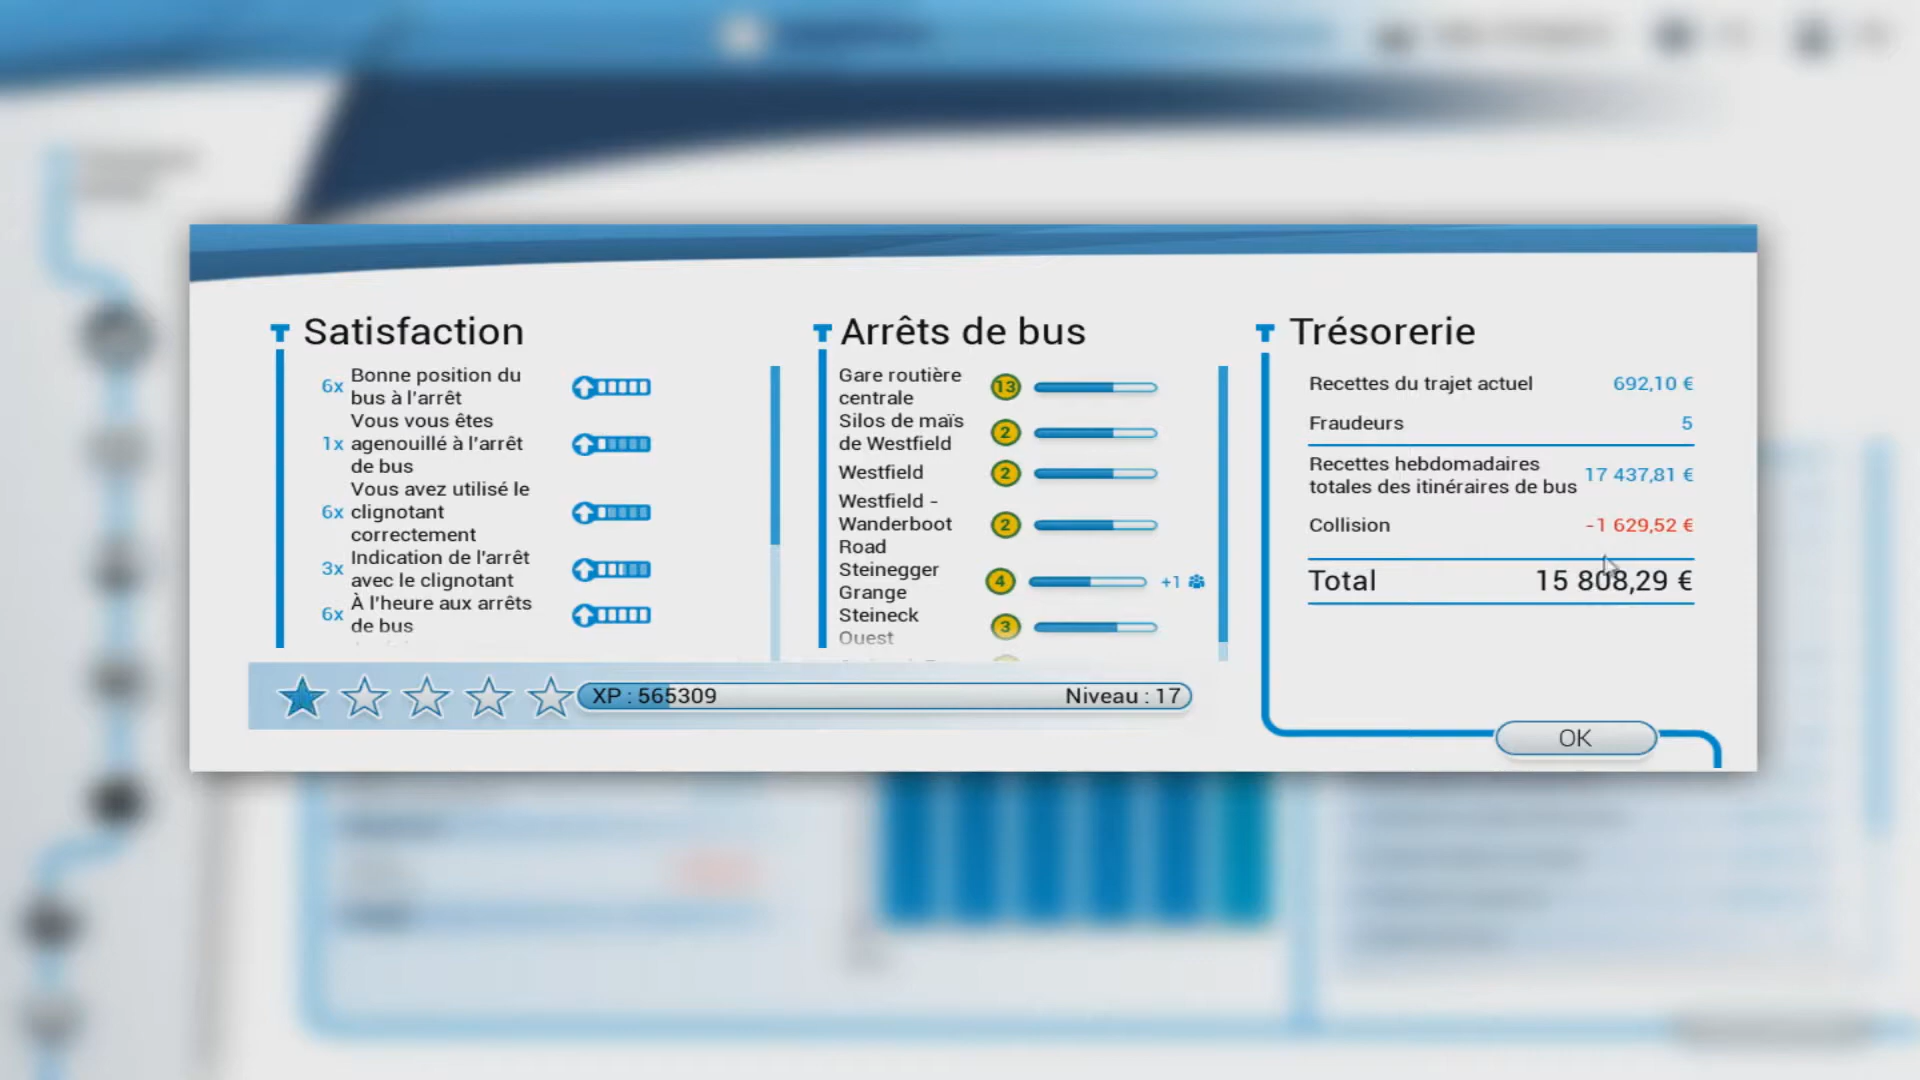 Satisfaction
6x Bonne position du
bus à l'arrêt
1x Vous vous êtes
agenouillé à l'arrêt
de bus
6x Vous avez utilisé le
clignotant
correctement
3x Indication de l'arrêt
avec le clignotant
6x À l'heure aux arrêts
de bus
Arrêts de bus
Gare routière
centrale
13
Silos de maïs
de Westfield
2
Westfield
2
Westfield -
Wanderboot
Road
2
Steinegger
Grange
4
+1
Steineck
Ouest
3
Trésorerie
Recettes du trajet actuel 692,10 €
Fraudeurs 5
Recettes hebdomadaires
totales des itinéraires de bus 17 437,81 €
Collision -1 629,52 €
Total 15 808,29 €
XP : 565309 Niveau : 17
OK